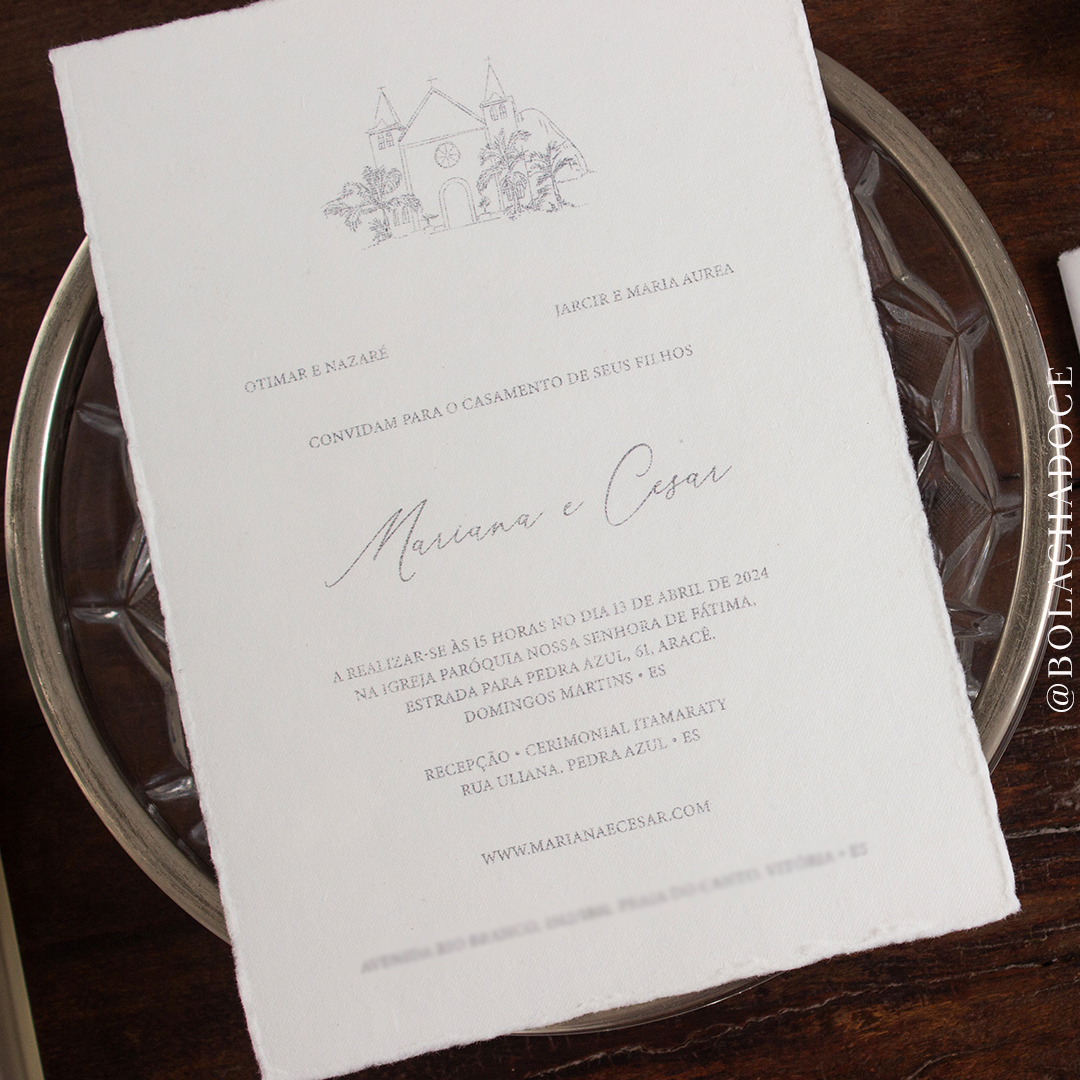 JARCIR E MARIA AUREA
OTIMAR E NAZARÉ
CONVIDAM PARA O CASAMENTO DE SEUS FILHOS
Mariana e Cesar
A REALIZAR-SE ÀS 15 HORAS NO DIA 13 DE ABRIL DE 2024
NA IGREJA PARÓQUIA NOSSA SENHORA DE FÁTIMA,
ESTRADA PARA PEDRA AZUL, 61, ARACÊ,
DOMINGOS MARTINS • ES
RECEPÇÃO • CERIMONIAL ITAMARATY
RUA ULIANA, PEDRA AZUL • ES
WWW.MARIANAECESAR.COM
@BOLACHADOCE